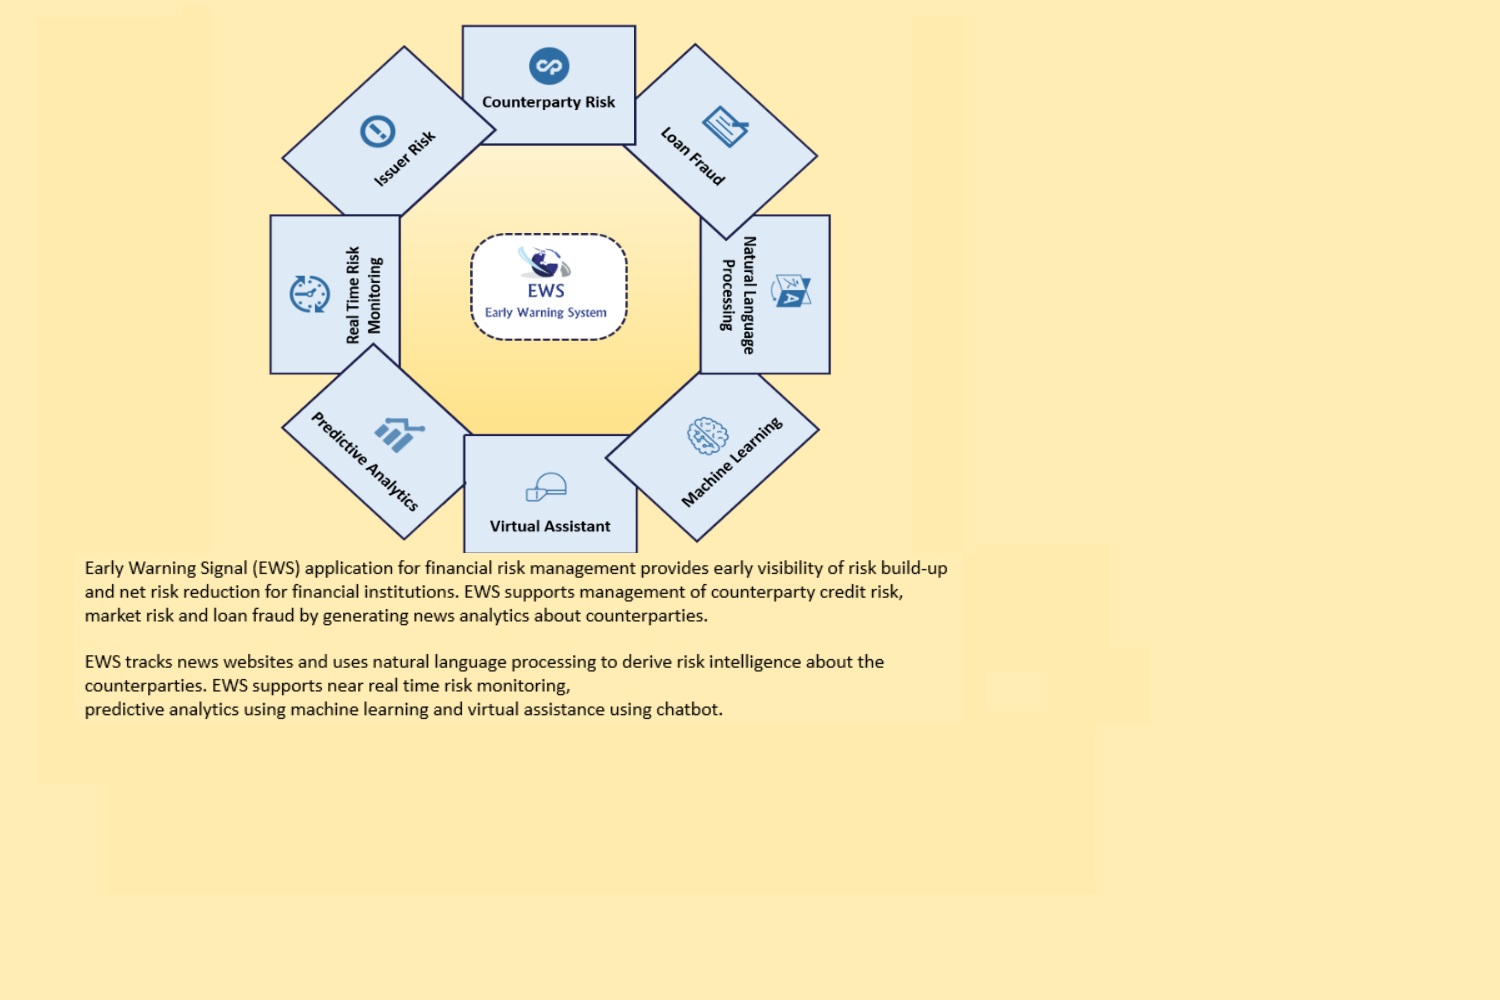 Counterparty Risk
Issuer Risk
Loan Fraud
Real Time Risk
Monitoring
EWS
Early Warning System
Natural Language
Processing
Predictive Analytics
Machine Learning
Virtual Assistant
Early Warning Signal (EWS) application for financial risk management provides early visibility of risk build-up
and net risk reduction for financial institutions. EWS supports management of counterparty credit risk,
market risk and loan fraud by generating news analytics about counterparties.
EWS tracks news websites and uses natural language processing to derive risk intelligence about the
counterparties. EWS supports near real time risk monitoring,
predictive analytics using machine learning and virtual assistance using chatbot.